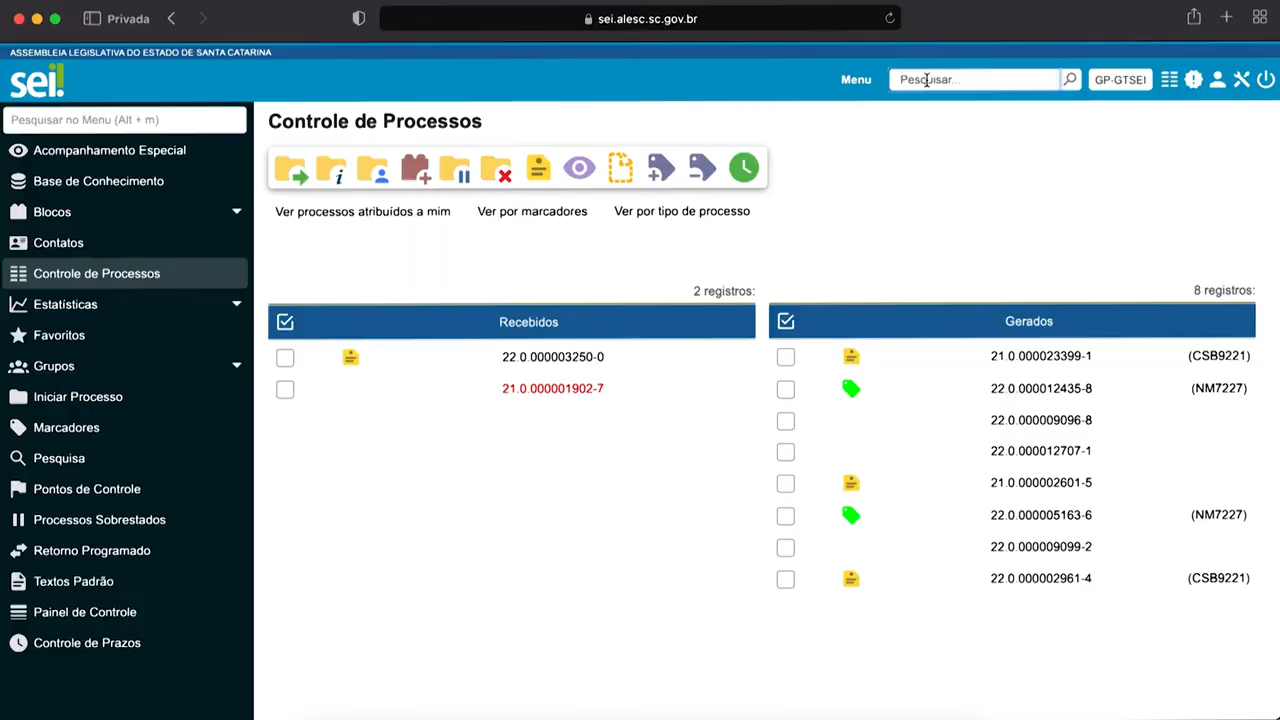 Privada
sei.alesc.sc.gov.br
ASSEMBLEIA LEGISLATIVA DO ESTADO DE SANTA CATARINA
sei!
Menu
Pesquisar...
GP-GTSEI
Pesquisar no Menu (Alt + m)
Acompanhamento Especial
Base de Conhecimento
Blocos
Contatos
Controle de Processos
Estatísticas
Favoritos
Grupos
Iniciar Processo
Marcadores
Pesquisa
Pontos de Controle
Processos Sobrestados
Retorno Programado
Textos Padrão
Painel de Controle
Controle de Prazos
Controle de Processos
Ver processos atribuídos a mim
Ver por marcadores
Ver por tipo de processo
2 registros:
Recebidos
22.0.000003250-0
21.0.000001902-7
8 registros:
Gerados
21.0.000023399-1 (CSB9221)
22.0.000012435-8 (NM7227)
22.0.000009096-8
22.0.000012707-1
21.0.000002601-5
22.0.000005163-6 (NM7227)
22.0.000009099-2
22.0.000002961-4 (CSB9221)